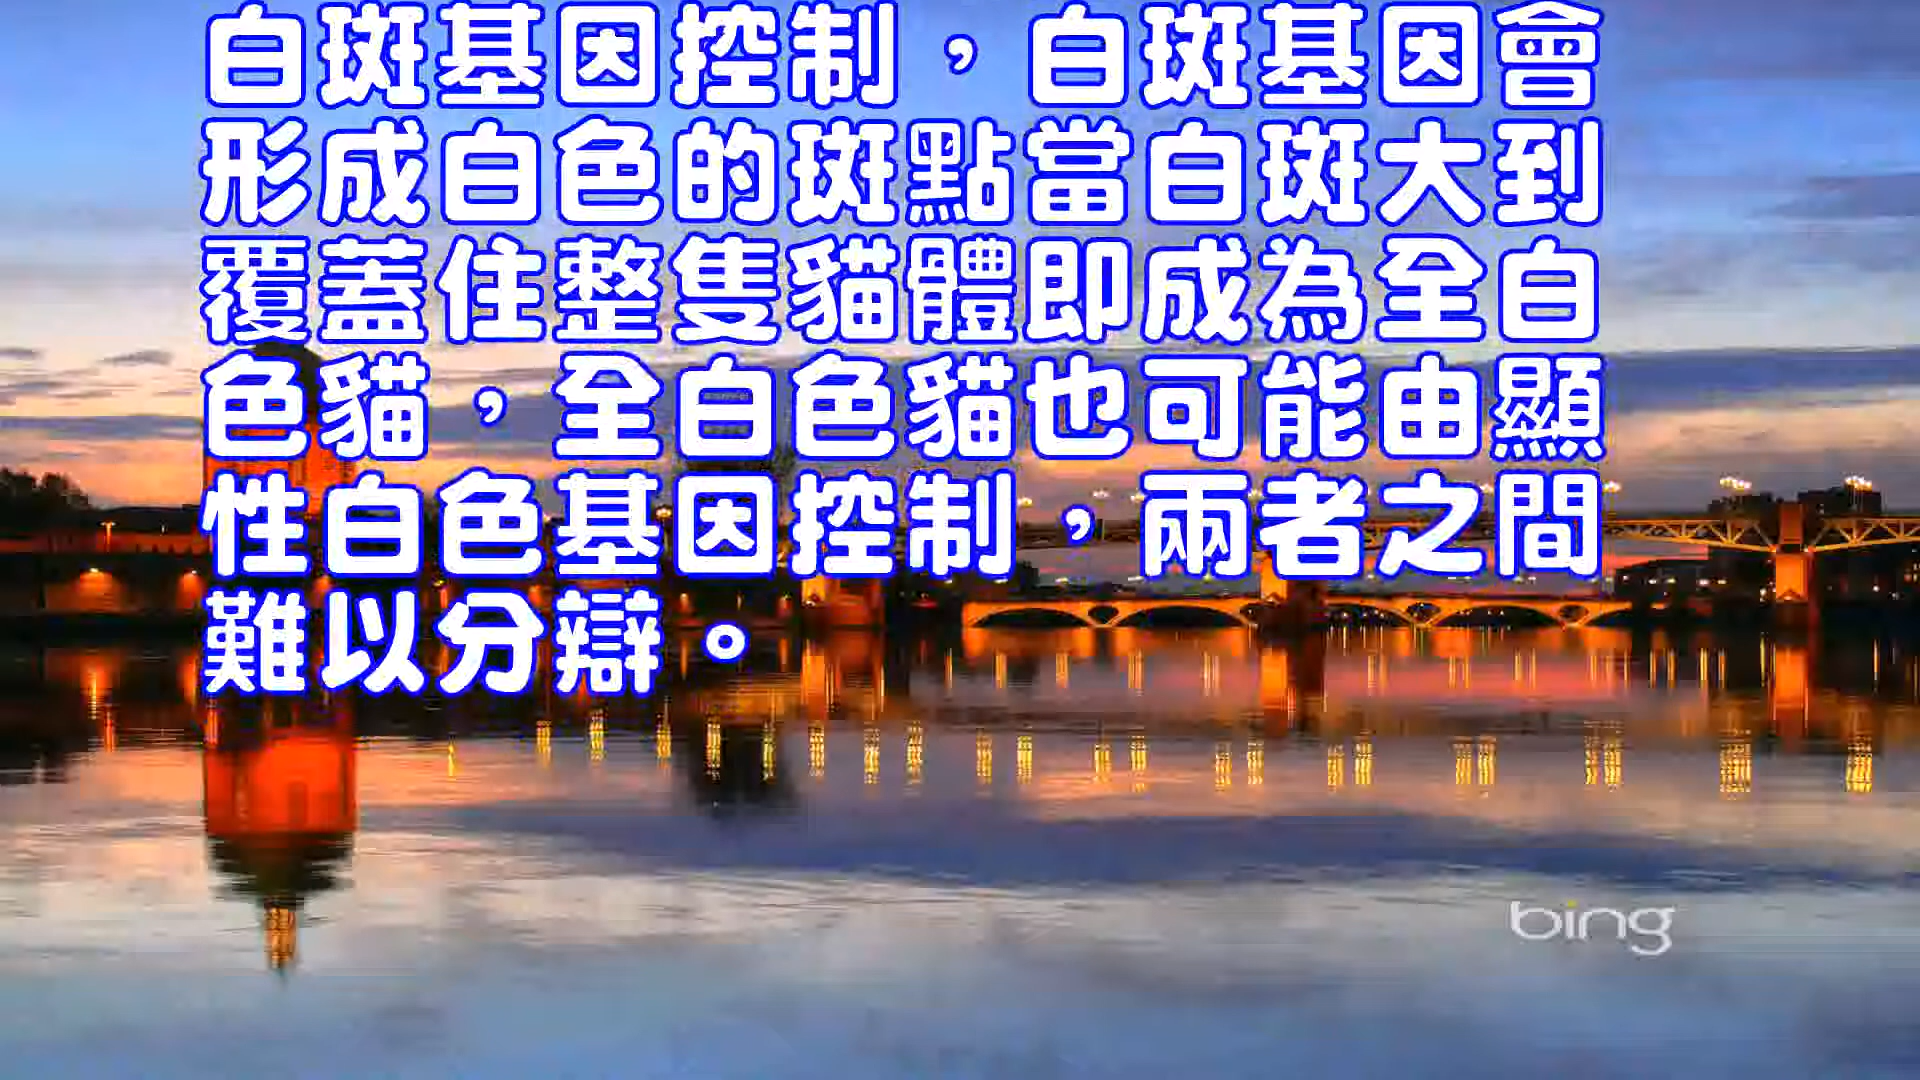 白斑基因控制，白斑基因會
形成白色的斑點當白斑大到
覆蓋住整隻貓體即成為全白
色貓，全白色貓也可能由顯
性白色基因控制，兩者之間
難以分辯。
bing